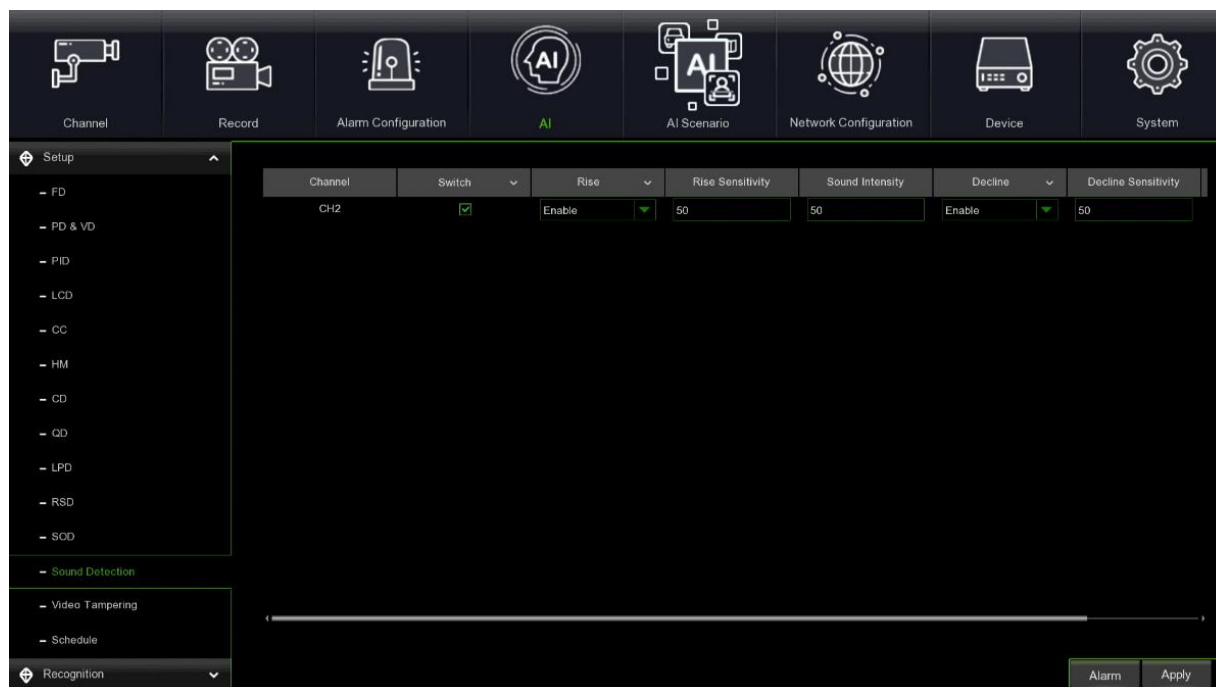 AI
AI
Channel Record Alarm Configuration AI AI Scenario Network Configuration Device System
Setup
FD
PD & VD
PID
LCD
CC
HM
CD
QD
LPD
RSD
SOD
Sound Detection
Video Tampering
Schedule
Recognition
Channel Switch Rise Rise Sensitivity Sound Intensity Decline Decline Sensitivity
CH2 Enable 50 50 Enable 50
Alarm Apply